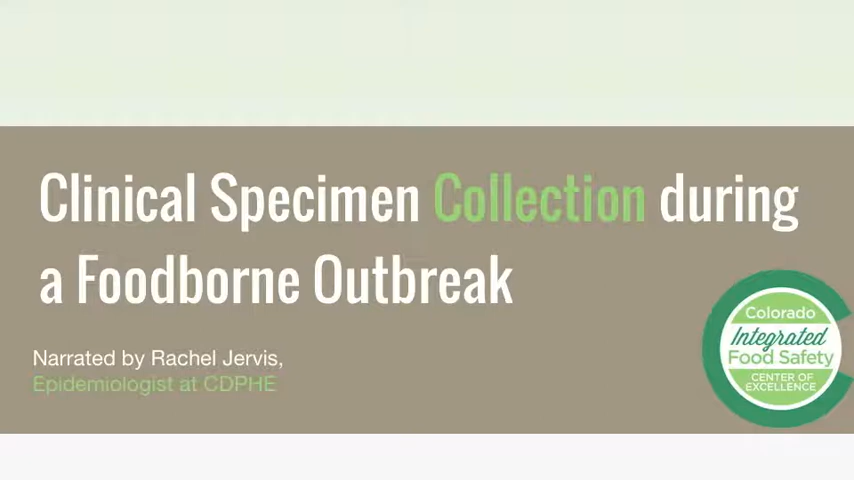 Clinical Specimen Collection during
a Foodborne Outbreak
Narrated by Rachel Jervis,
Epidemiologist at CDPHE
Colorado
Integrated
Food Safety
CENTER OF
EXCELLENCE